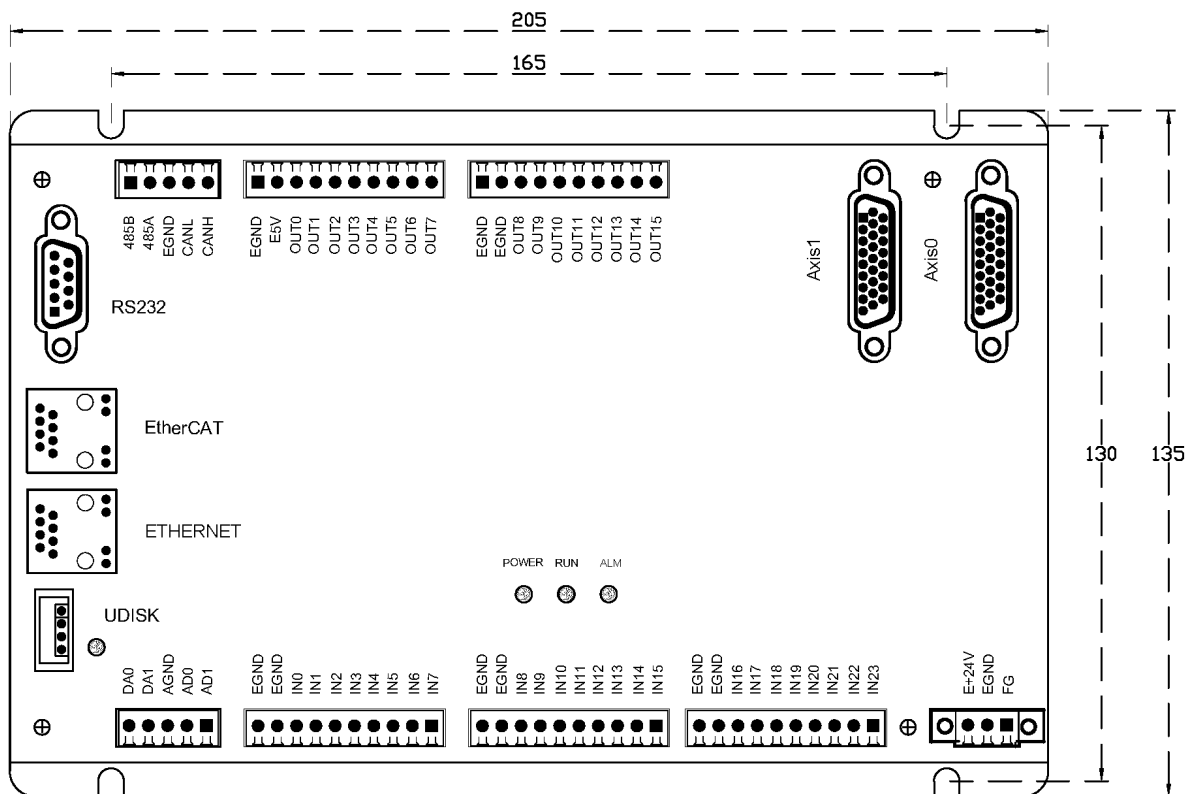 205
165
485B
485A
EGND
CANL
CANH
EGND
E5V
OUT0
OUT1
OUT2
OUT3
OUT4
OUT5
OUT6
OUT7
EGND
EGND
OUT8
OUT9
OUT10
OUT11
OUT12
OUT13
OUT14
OUT15
Axis1
Axis0
RS232
EtherCAT
130
135
ETHERNET
POWER
RUN
ALM
UDISK
DA0
DA1
AGND
AD0
AD1
EGND
EGND
IN0
IN1
IN2
IN3
IN4
IN5
IN6
IN7
EGND
EGND
IN8
IN9
IN10
IN11
IN12
IN13
IN14
IN15
EGND
EGND
IN16
IN17
IN18
IN19
IN20
IN21
IN22
IN23
E+24V
EGND
FG